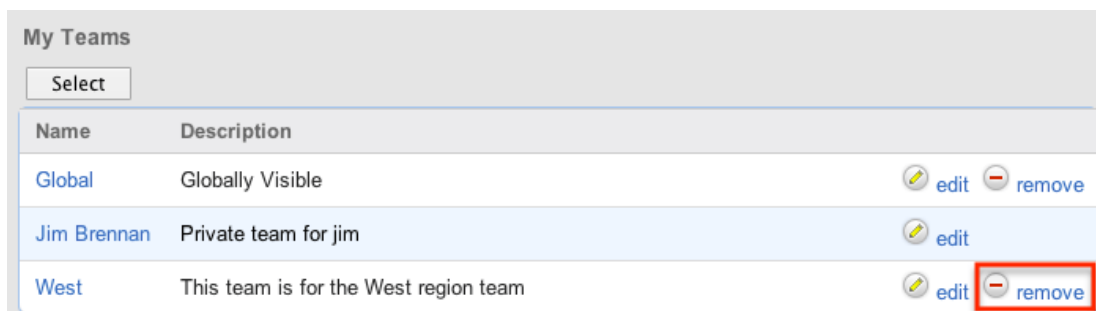 My Teams
Select
Name Description
Global Globally Visible edit remove
Jim Brennan Private team for jim edit
West This team is for the West region team edit remove